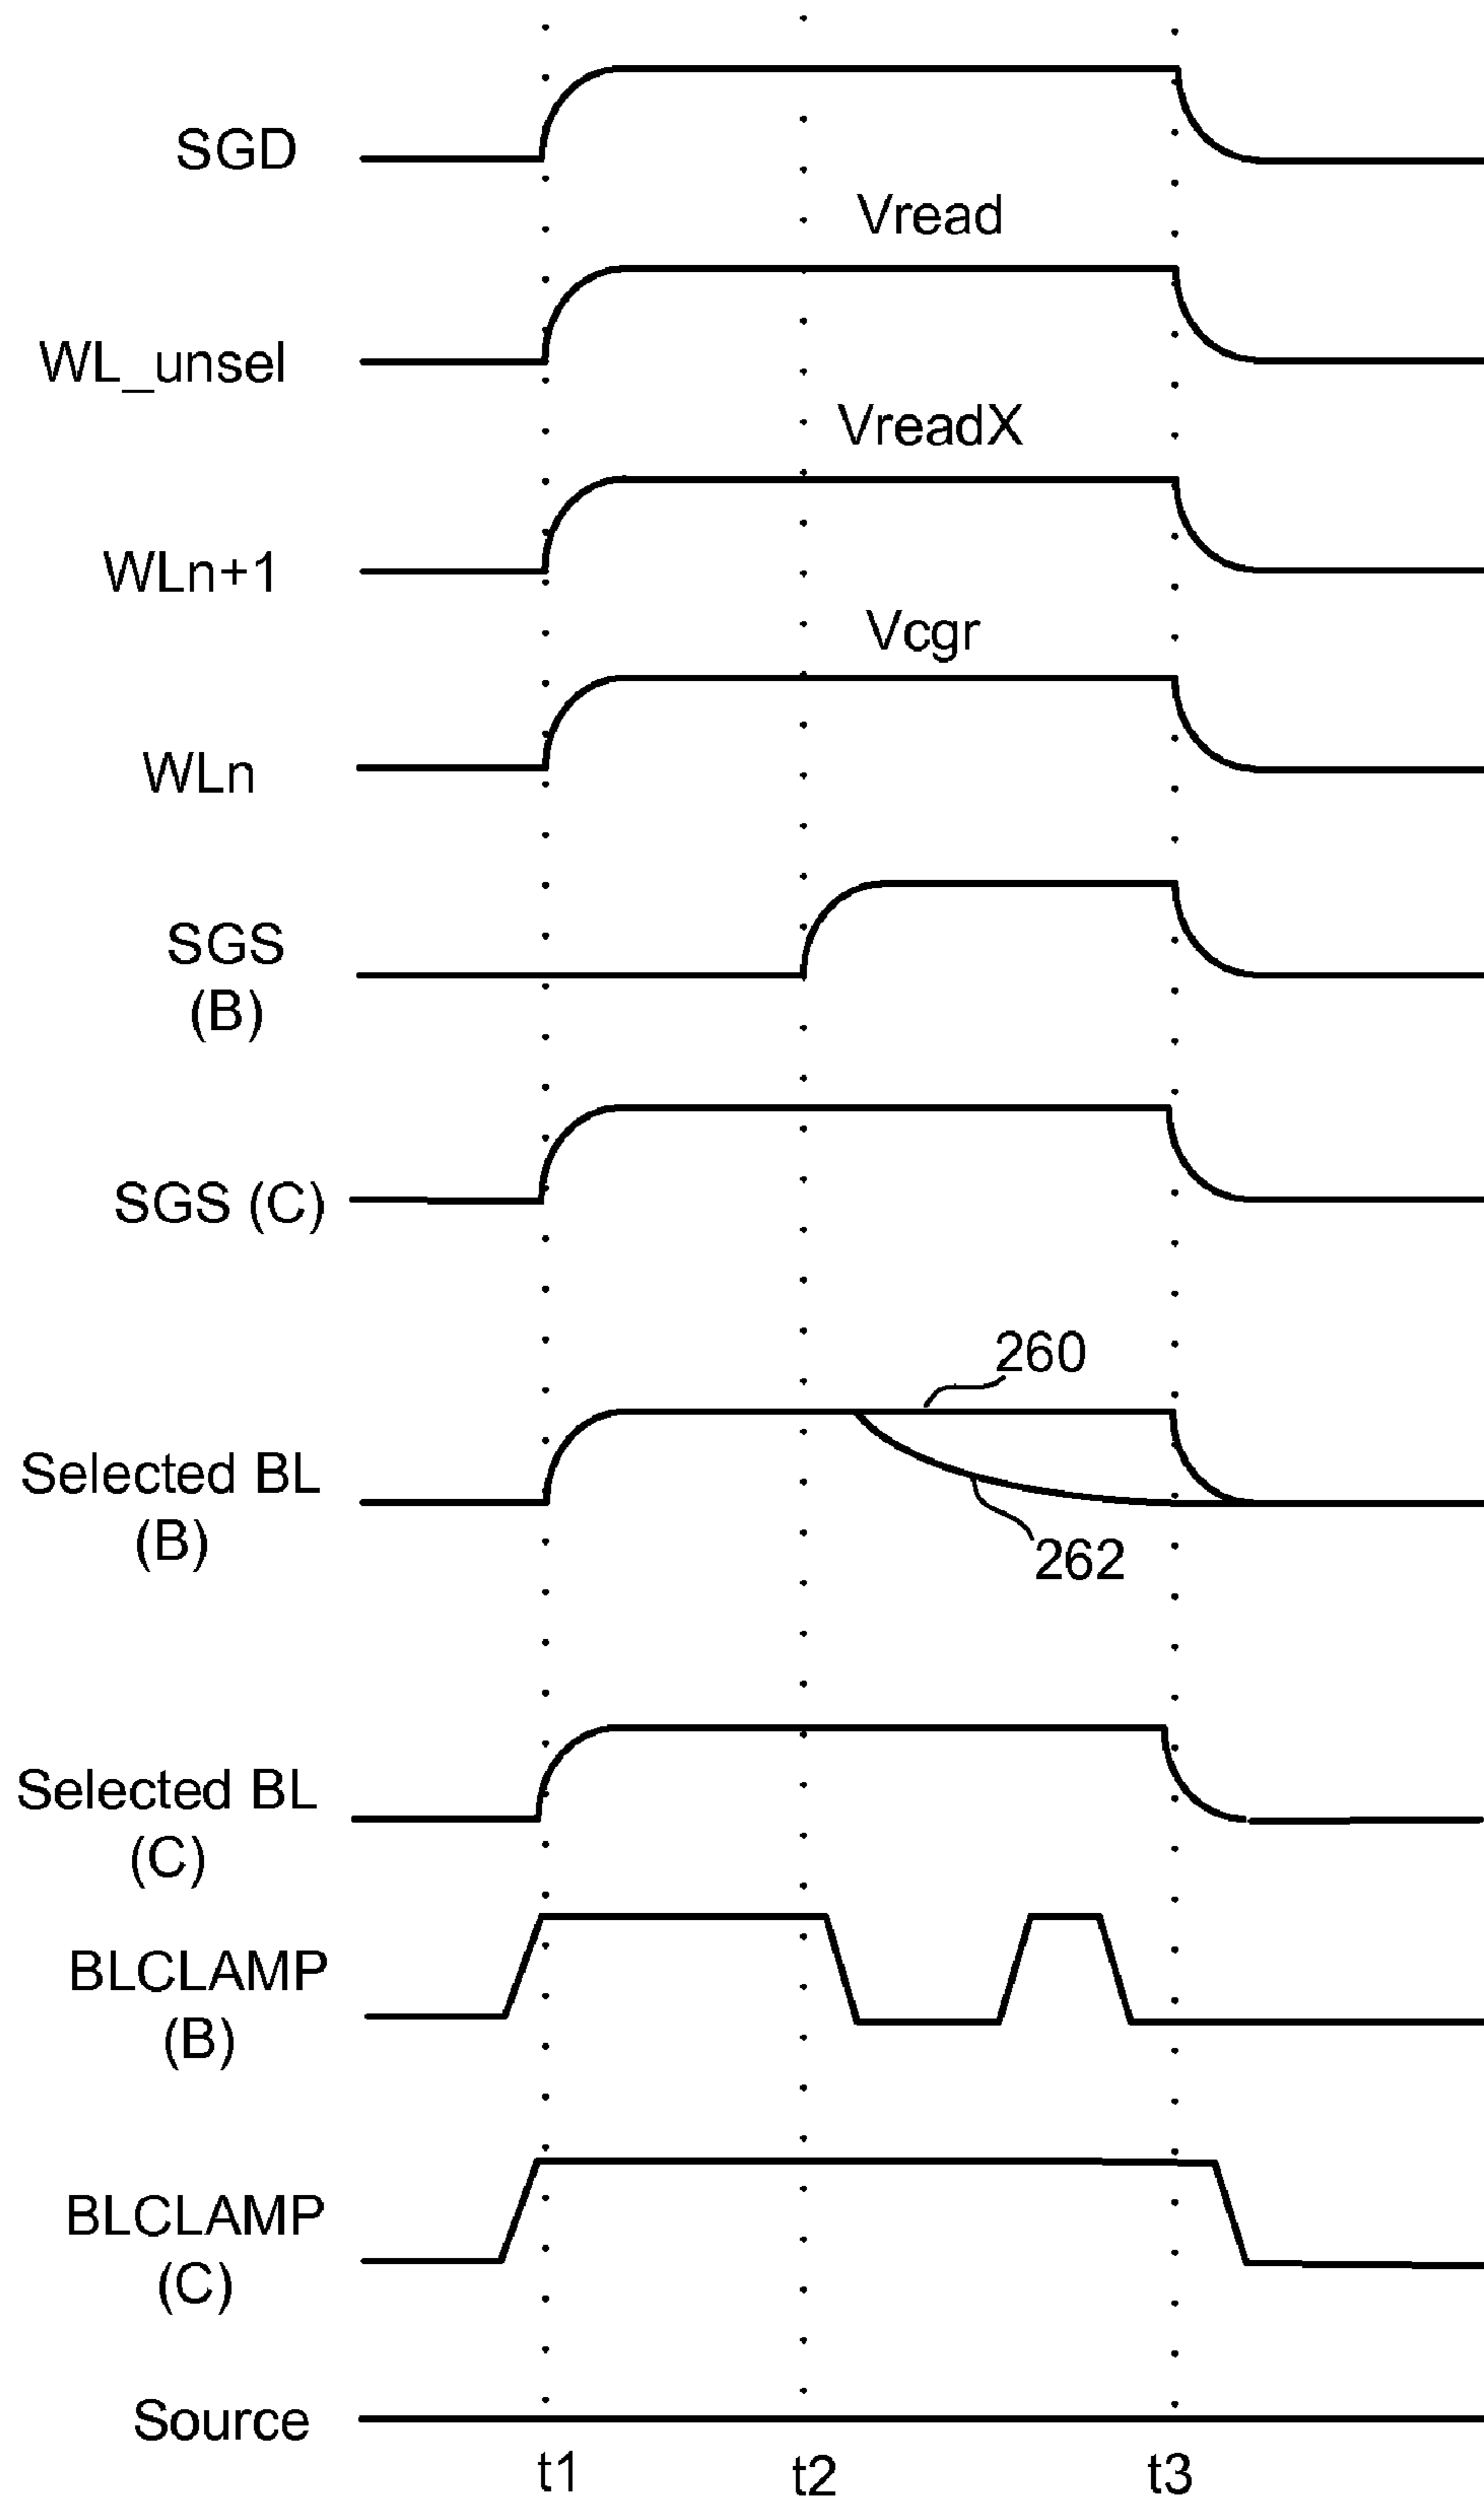 SGD
Vread
WL_unsel
VreadX
WLn+1
Vcgr
WLn
SGS
(B)
SGS (C)
260
Selected BL
(B)
262
Selected BL
(C)
BLCLAMP
(B)
BLCLAMP
(C)
Source
t1 t2 t3